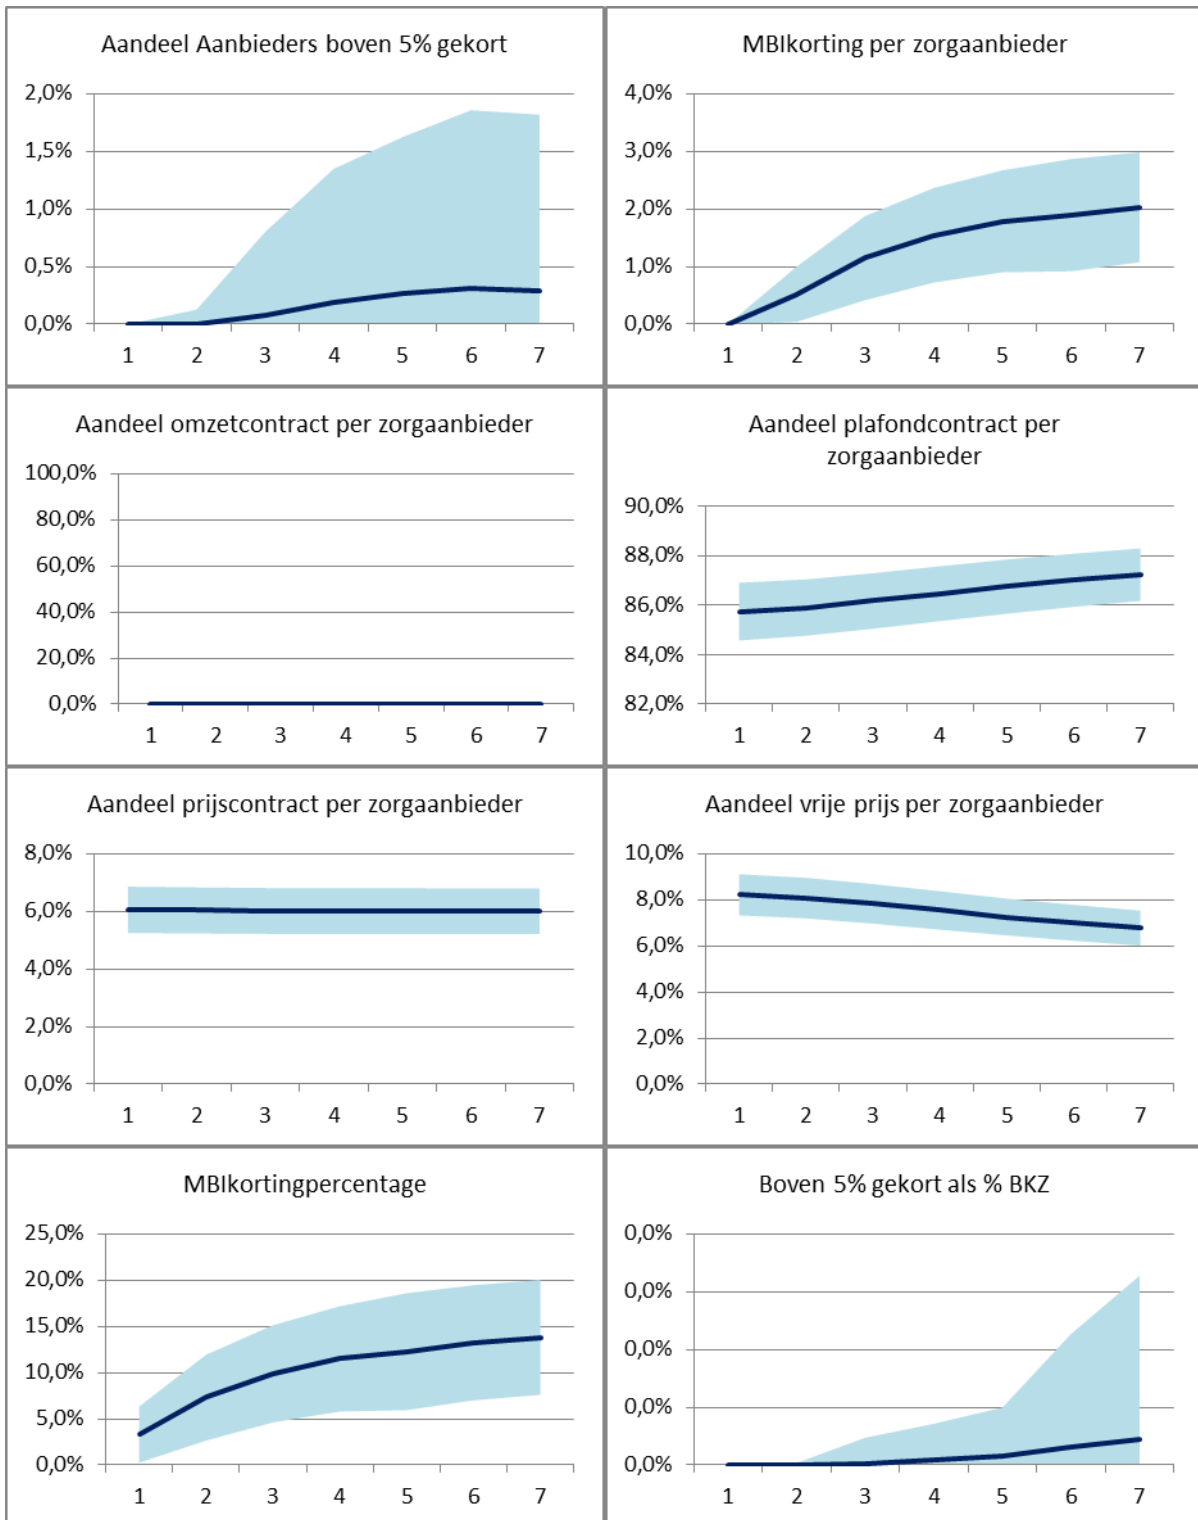 Aandeel Aanbieders boven 5% gekort
2,0%
1,5%
1,0%
0,5%
0,0%
1 2 3 4 5 6 7
MBIkorting per zorgaanbieder
4,0%
3,0%
2,0%
1,0%
0,0%
1 2 3 4 5 6 7
Aandeel omzetcontract per zorgaanbieder
100,0%
80,0%
60,0%
40,0%
20,0%
0,0%
1 2 3 4 5 6 7
Aandeel plafondcontract per
zorgaanbieder
90,0%
88,0%
86,0%
84,0%
82,0%
1 2 3 4 5 6 7
Aandeel prijscontract per zorgaanbieder
8,0%
6,0%
4,0%
2,0%
0,0%
1 2 3 4 5 6 7
Aandeel vrije prijs per zorgaanbieder
10,0%
8,0%
6,0%
4,0%
2,0%
0,0%
1 2 3 4 5 6 7
MBIkortingpercentage
25,0%
20,0%
15,0%
10,0%
5,0%
0,0%
1 2 3 4 5 6 7
Boven 5% gekort als % BKZ
0,0%
0,0%
0,0%
0,0%
0,0%
1 2 3 4 5 6 7